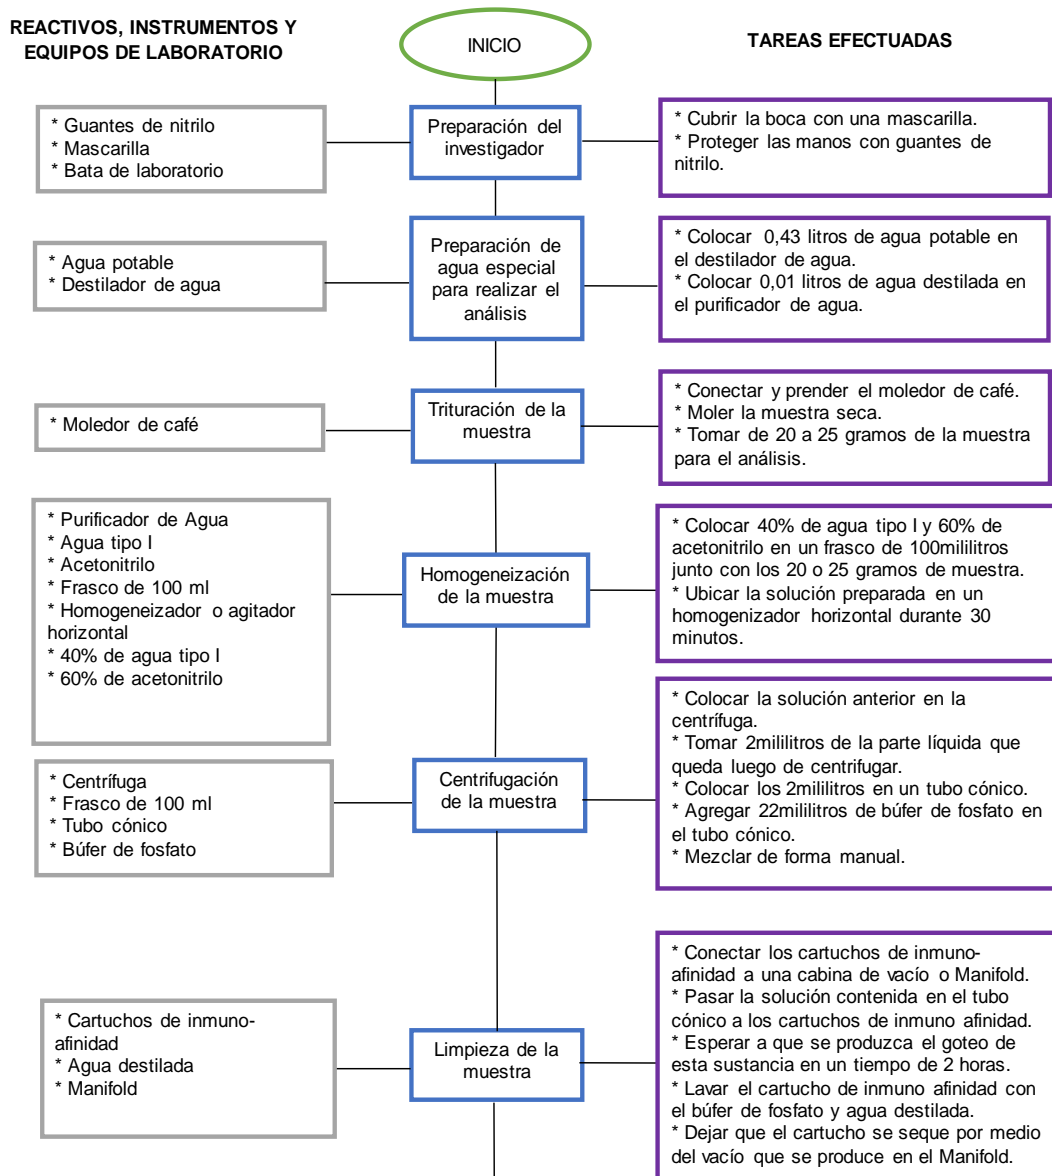 REACTIVOS, INSTRUMENTOS Y
EQUIPOS DE LABORATORIO
INICIO
TAREAS EFECTUADAS
* Guantes de nitrilo
* Mascarilla
* Bata de laboratorio
Preparación del
investigador
* Cubrir la boca con una mascarilla.
* Proteger las manos con guantes de
nitrilo.
* Agua potable
* Destilador de agua
Preparación de
agua especial
para realizar el
análisis
* Colocar 0,43 litros de agua potable en
el destilador de agua.
* Colocar 0,01 litros de agua destilada en
el purificador de agua.
* Moledor de café
Trituración de la
muestra
* Conectar y prender el moledor de café.
* Moler la muestra seca.
* Tomar de 20 a 25 gramos de la muestra
para el análisis.
* Purificador de Agua
* Agua tipo I
* Acetonitrilo
* Frasco de 100 ml
* Homogeneizador o agitador
horizontal
* 40% de agua tipo I
* 60% de acetonitrilo
Homogeneización
de la muestra
* Colocar 40% de agua tipo I y 60% de
acetonitrilo en un frasco de 100mililitros
junto con los 20 o 25 gramos de muestra.
* Ubicar la solución preparada en un
homogenizador horizontal durante 30
minutos.
* Centrífuga
* Frasco de 100 ml
* Tubo cónico
* Búfer de fosfato
Centrifugación
de la muestra
* Colocar la solución anterior en la
centrífuga.
* Tomar 2mililitros de la parte líquida que
queda luego de centrifugar.
* Colocar los 2mililitros en un tubo cónico.
* Agregar 22mililitros de búfer de fosfato en
el tubo cónico.
* Mezclar de forma manual.
* Cartuchos de inmuno-
afinidad
* Agua destilada
* Manifold
Limpieza de la
muestra
* Conectar los cartuchos de inmuno-
afinidad a una cabina de vacío o Manifold.
* Pasar la solución contenida en el tubo
cónico a los cartuchos de inmuno afinidad.
* Esperar a que se produzca el goteo de
esta sustancia en un tiempo de 2 horas.
* Lavar el cartucho de inmuno afinidad con
el búfer de fosfato y agua destilada.
* Dejar que el cartucho se seque por medio
del vacío que se produce en el Manifold.